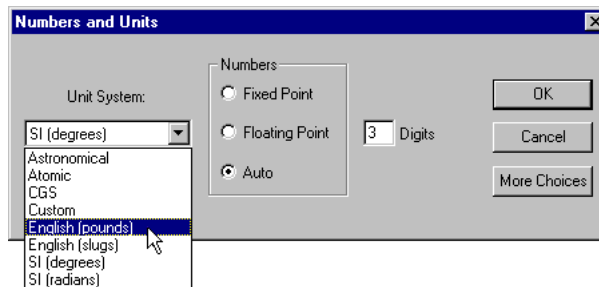 Numbers and Units
Unit System:
SI (degrees)
Astronomical
Atomic
CGS
Custom
English (pounds)
English (slugs)
SI (degrees)
SI (radians)
Numbers
Fixed Point
Floating Point
Auto
3 Digits
OK
Cancel
More Choices